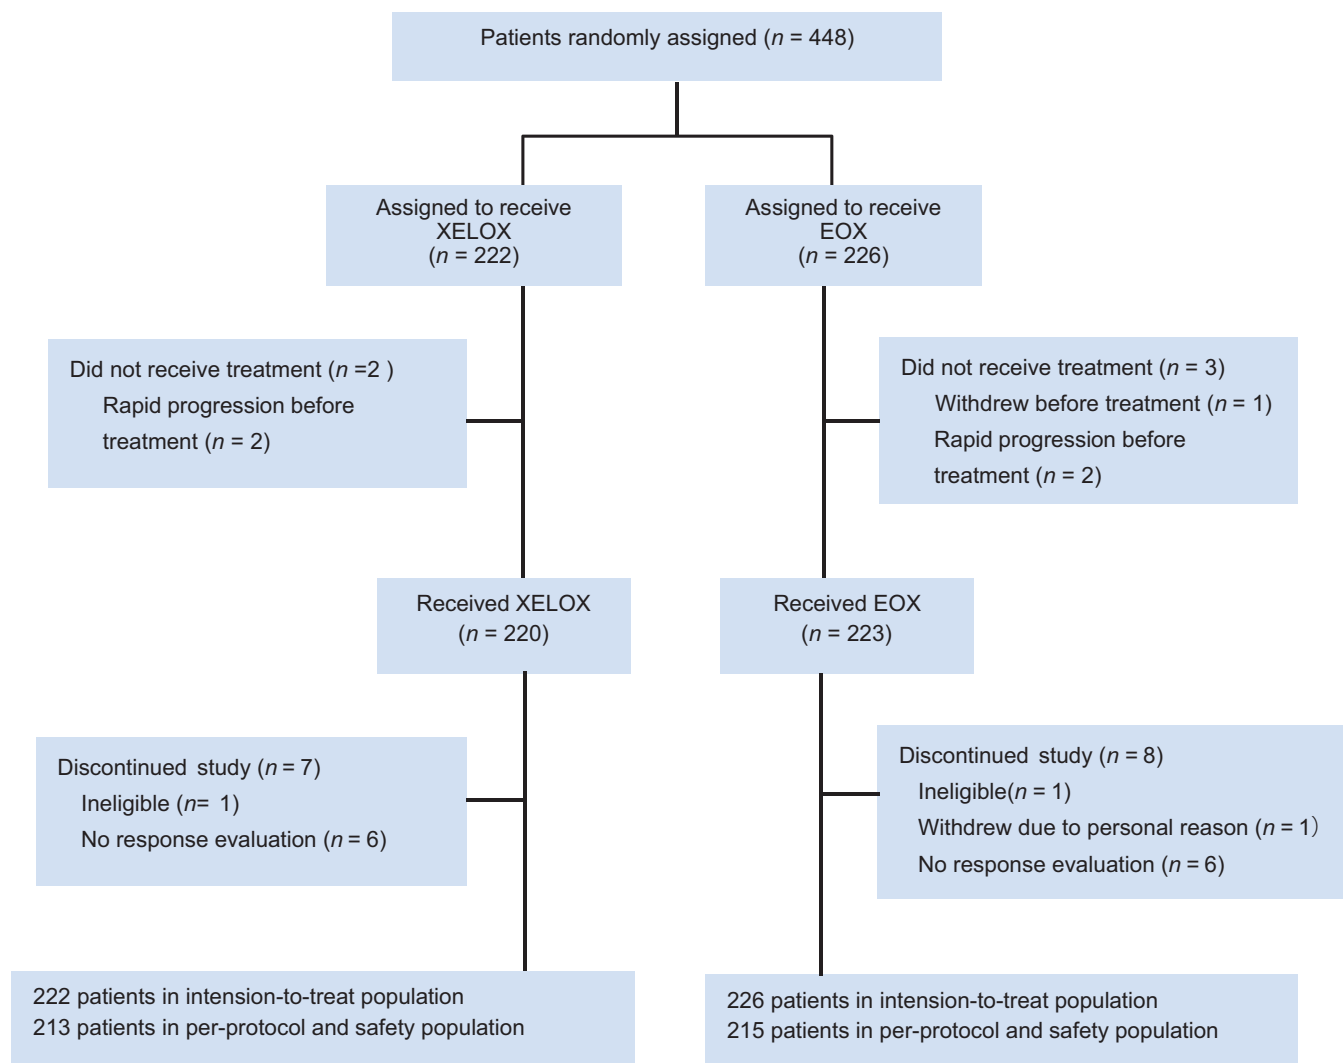 Patients randomly assigned (n = 448)
Assigned to receive
XELOX
(n = 222)
Assigned to receive
EOX
(n = 226)
Did not receive treatment (n =2 )
Rapid progression before
treatment (n = 2)
Did not receive treatment (n = 3)
Withdrew before treatment (n = 1)
Rapid progression before
treatment (n = 2)
Received XELOX
(n = 220)
Received EOX
(n = 223)
Discontinued study (n = 7)
Ineligible (n= 1)
No response evaluation (n = 6)
Discontinued study (n = 8)
Ineligible(n = 1)
Withdrew due to personal reason (n = 1)
No response evaluation (n = 6)
222 patients in intension-to-treat population
213 patients in per-protocol and safety population
226 patients in intension-to-treat population
215 patients in per-protocol and safety population